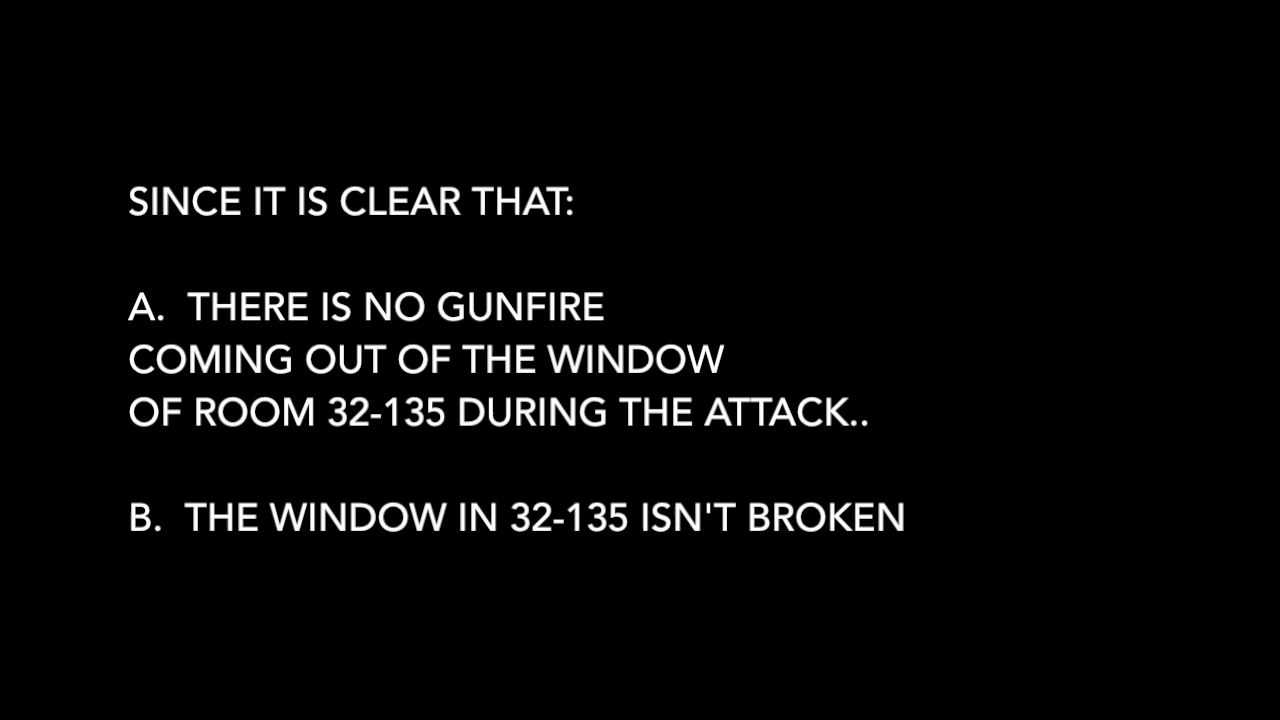 SINCE IT IS CLEAR THAT:
A.  THERE IS NO GUNFIRE
COMING OUT OF THE WINDOW
OF ROOM 32-135 DURING THE ATTACK..
B.  THE WINDOW IN 32-135 ISN'T BROKEN